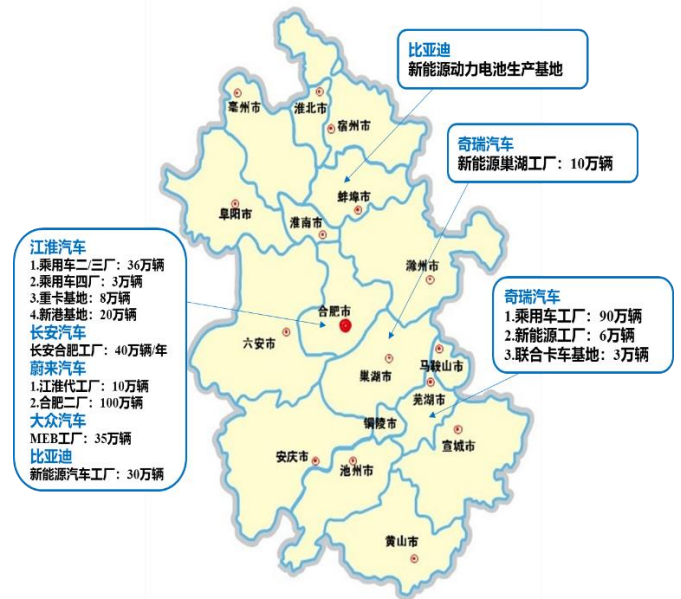 比亚迪
新能源动力电池生产基地
亳州市
淮北市
宿州市
奇瑞汽车
新能源巢湖工厂：10万辆
阜阳市
蚌埠市
淮南市
江淮汽车
1.乘用车二/三厂：36万辆
2.乘用车四厂：3万辆
3.重卡基地：8万辆
4.新港基地：20万辆
长安汽车
长安合肥工厂：40万辆/年
蔚来汽车
1.江淮代工厂：10万辆
2.合肥二厂：100万辆
大众汽车
MEB工厂：35万辆
比亚迪
新能源汽车工厂：30万辆
滁州市
合肥市
六安市
奇瑞汽车
1.乘用车工厂：90万辆
2.新能源工厂：6万辆
3.联合卡车基地：3万辆
巢湖市
马鞍山市
芜湖市
铜陵市
宣城市
安庆市
池州市
黄山市